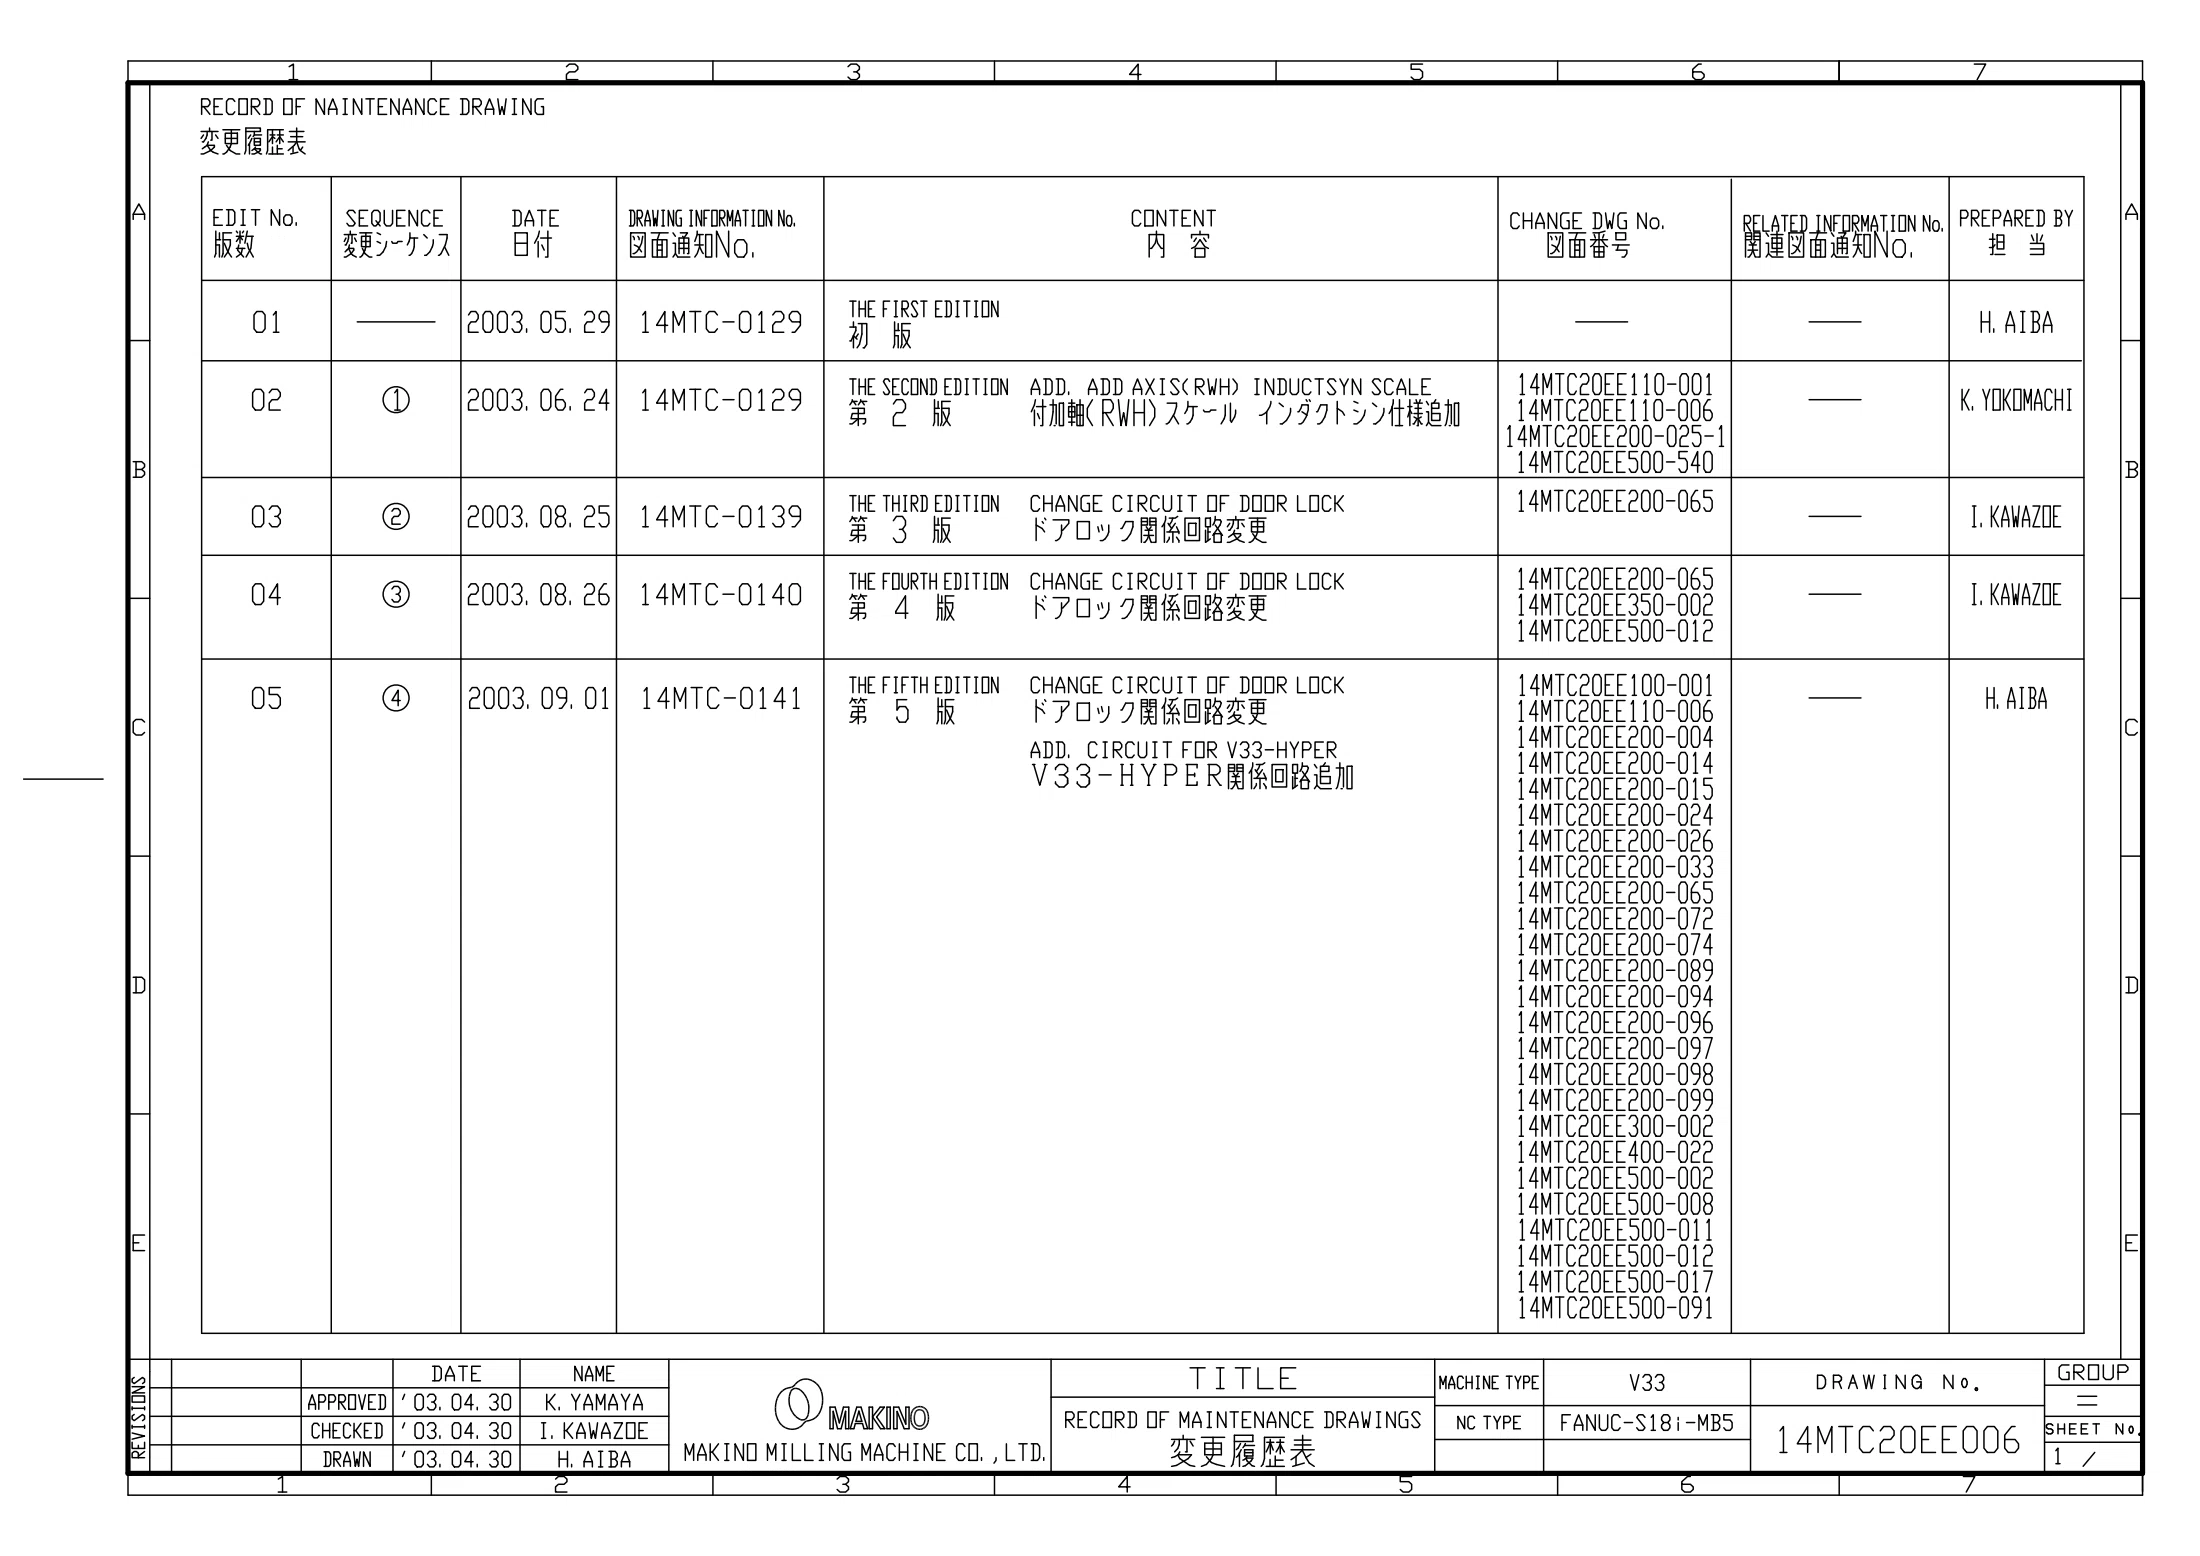 1 2 3 4 5 6 7
RECORD OF NAINTENANCE DRAWING
変更履歴表
EDIT No. SEQUENCE DATE DRAWING INFORMATION No. CONTENT CHANGE DWG No. RELATED INFORMATION No. PREPARED BY
版数 変更シーケンス 日付 図面通知No. 内 容 図面番号 関連図面通知No. 担 当
01 —— 2003. 05. 29 14MTC-0129 THE FIRST EDITION —— —— H. AIBA
初 版
02 ① 2003. 06. 24 14MTC-0129 THE SECOND EDITION ADD. ADD AXIS(RWH) INDUCTSYN SCALE 14MTC20EE110-001 —— K. YOKOMACHI
第 2 版 付加軸(RWH)スケール インダクトシン仕様追加 14MTC20EE110-006
14MTC20EE200-025-1
14MTC20EE500-540
03 ② 2003. 08. 25 14MTC-0139 THE THIRD EDITION CHANGE CIRCUIT OF DOOR LOCK 14MTC20EE200-065 —— I. KAWAZOE
第 3 版 ドアロック関係回路変更
04 ③ 2003. 08. 26 14MTC-0140 THE FOURTH EDITION CHANGE CIRCUIT OF DOOR LOCK 14MTC20EE200-065 —— I. KAWAZOE
第 4 版 ドアロック関係回路変更 14MTC20EE350-002
14MTC20EE500-012
05 ④ 2003. 09. 01 14MTC-0141 THE FIFTH EDITION CHANGE CIRCUIT OF DOOR LOCK 14MTC20EE100-001 —— H. AIBA
第 5 版 ドアロック関係回路変更 14MTC20EE110-006
14MTC20EE200-004
ADD. CIRCUIT FOR V33-HYPER 14MTC20EE200-014
V33-HYPER関係回路追加 14MTC20EE200-015
14MTC20EE200-024
14MTC20EE200-026
14MTC20EE200-033
14MTC20EE200-065
14MTC20EE200-072
14MTC20EE200-074
14MTC20EE200-089
14MTC20EE200-094
14MTC20EE200-096
14MTC20EE200-097
14MTC20EE200-098
14MTC20EE200-099
14MTC20EE300-002
14MTC20EE400-022
14MTC20EE500-002
14MTC20EE500-008
14MTC20EE500-011
14MTC20EE500-012
14MTC20EE500-017
14MTC20EE500-091
A A
B B
C C
D D
E E
REVISIONS
DATE NAME
APPROVED '03. 04. 30 K. YAMAYA
CHECKED '03. 04. 30 I. KAWAZOE
DRAWN '03. 04. 30 H. AIBA
MAKINO
MAKINO MILLING MACHINE CO. ,LTD.
TITLE
RECORD OF MAINTENANCE DRAWINGS
変更履歴表
MACHINE TYPE V33
NC TYPE FANUC-S18i-MB5
DRAWING No.
14MTC20EE006
GROUP
=
SHEET No.
1 /
1 2 3 4 5 6 7